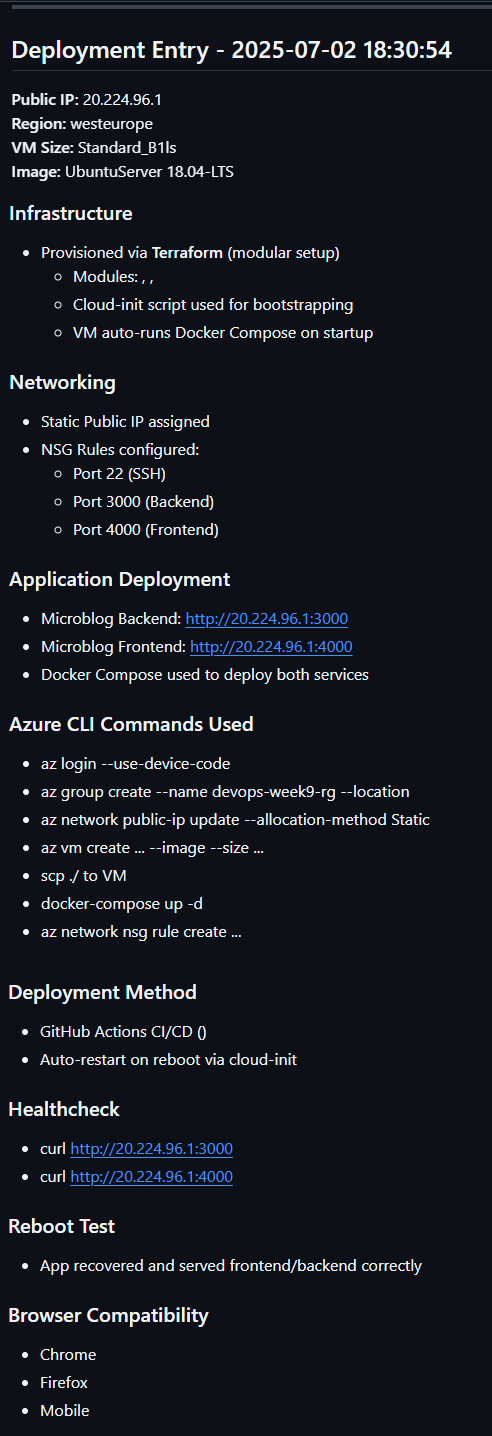 Deployment Entry - 2025-07-02 18:30:54
Public IP: 20.224.96.1
Region: westeurope
VM Size: Standard_B1ls
Image: UbuntuServer 18.04-LTS
Infrastructure
Provisioned via Terraform (modular setup)
Modules: , ,
Cloud-init script used for bootstrapping
VM auto-runs Docker Compose on startup
Networking
Static Public IP assigned
NSG Rules configured:
Port 22 (SSH)
Port 3000 (Backend)
Port 4000 (Frontend)
Application Deployment
Microblog Backend: http://20.224.96.1:3000
Microblog Frontend: http://20.224.96.1:4000
Docker Compose used to deploy both services
Azure CLI Commands Used
az login --use-device-code
az group create --name devops-week9-rg --location
az network public-ip update --allocation-method Static
az vm create ... --image --size ...
scp ./ to VM
docker-compose up -d
az network nsg rule create ...
Deployment Method
GitHub Actions CI/CD ()
Auto-restart on reboot via cloud-init
Healthcheck
curl http://20.224.96.1:3000
curl http://20.224.96.1:4000
Reboot Test
App recovered and served frontend/backend correctly
Browser Compatibility
Chrome
Firefox
Mobile